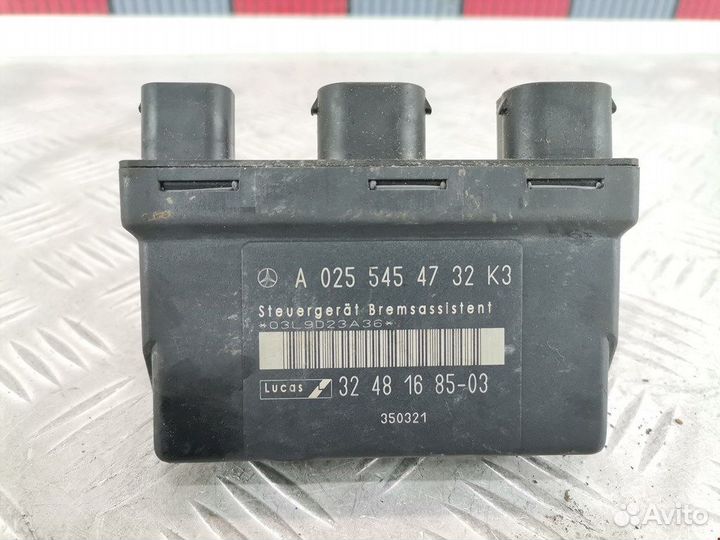 A 025 545 47 32 K3
Steuergerät Bremsassistent
*03L9D23A36*
Lucas 32 48 16 85-03
350321
Avito